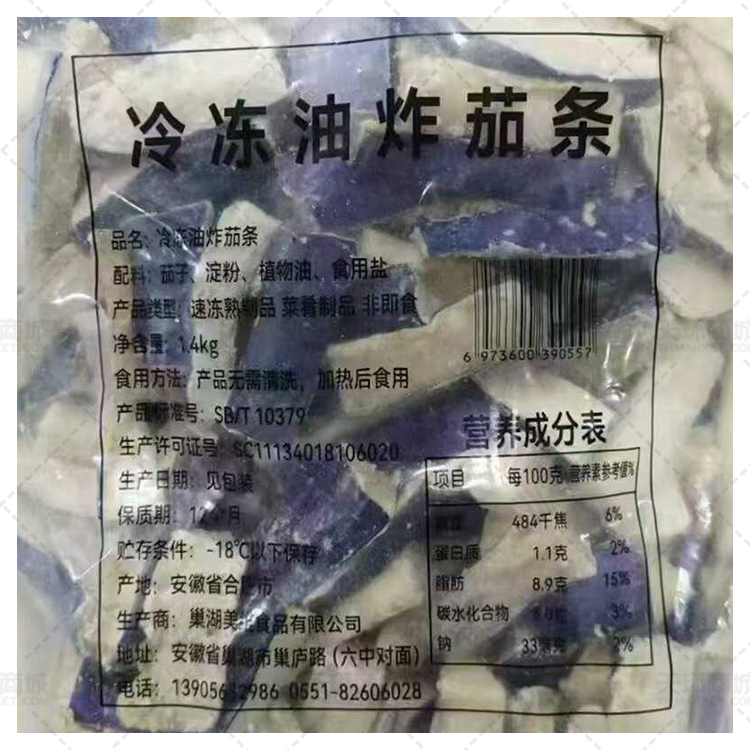 冷冻油炸茄条
品名：冷冻油炸茄条
配料：茄子、淀粉、植物油、食用盐
产品类型：速冻熟制品 菜肴制品 非即食
净含量：1.4kg
6 973600 390557
食用方法：产品无需清洗，加热后食用
产品标准号：SB/T 10379
生产许可证号：SC11134018106020
生产日期：见包装
保质期：12个月
贮存条件：-18℃以下保存
产地：安徽省合肥市
生产商：巢湖美 食品有限公司
地址：安徽省巢湖市巢庐路（六中对面）
电话： 0551-82606028
营养成分表
项目 每100克 营养素参考值%
484千焦 6%
蛋白质 1.1克 2%
脂肪 8.9克 15%
碳水化合物 3%
钠 33毫克 2%
商城